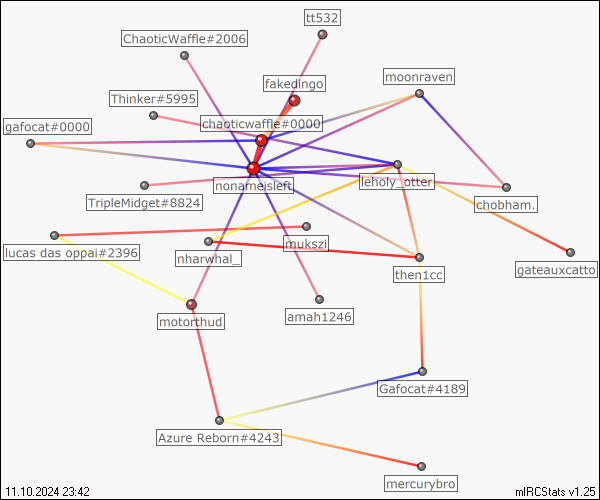 tt532
ChaoticWaffle#2006
moonraven
fakedingo
Thinker#5995
chaoticwaffle#0000
gafocat#0000
nonameisleft
leholy_otter
TripleMidget#8824
chobham.
mukszi
lucas das oppai#2396
nharwhal_
then1cc
gateauxcatto
motorthud
amah1246
Gafocat#4189
Azure Reborn#4243
mercurybro
11.10.2024 23:42
mIRCStats v1.25